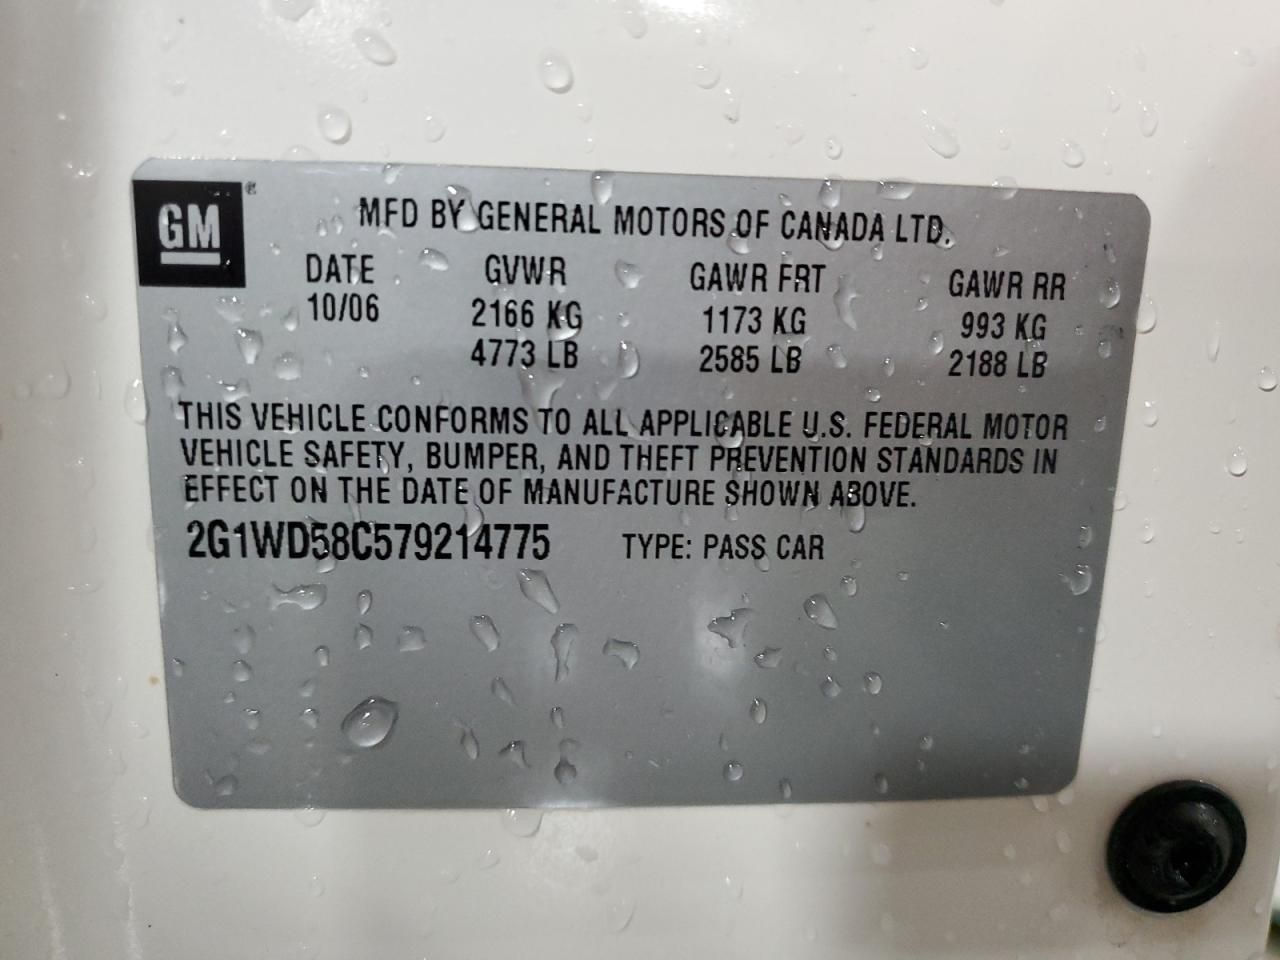 GM ®
MFD BY GENERAL MOTORS OF CANADA LTD.
DATE GVWR GAWR FRT GAWR RR
10/06 2166 KG 1173 KG 993 KG
4773 LB 2585 LB 2188 LB
THIS VEHICLE CONFORMS TO ALL APPLICABLE U.S. FEDERAL MOTOR
VEHICLE SAFETY, BUMPER, AND THEFT PREVENTION STANDARDS IN
EFFECT ON THE DATE OF MANUFACTURE SHOWN ABOVE.
2G1WD58C579214775 TYPE: PASS CAR